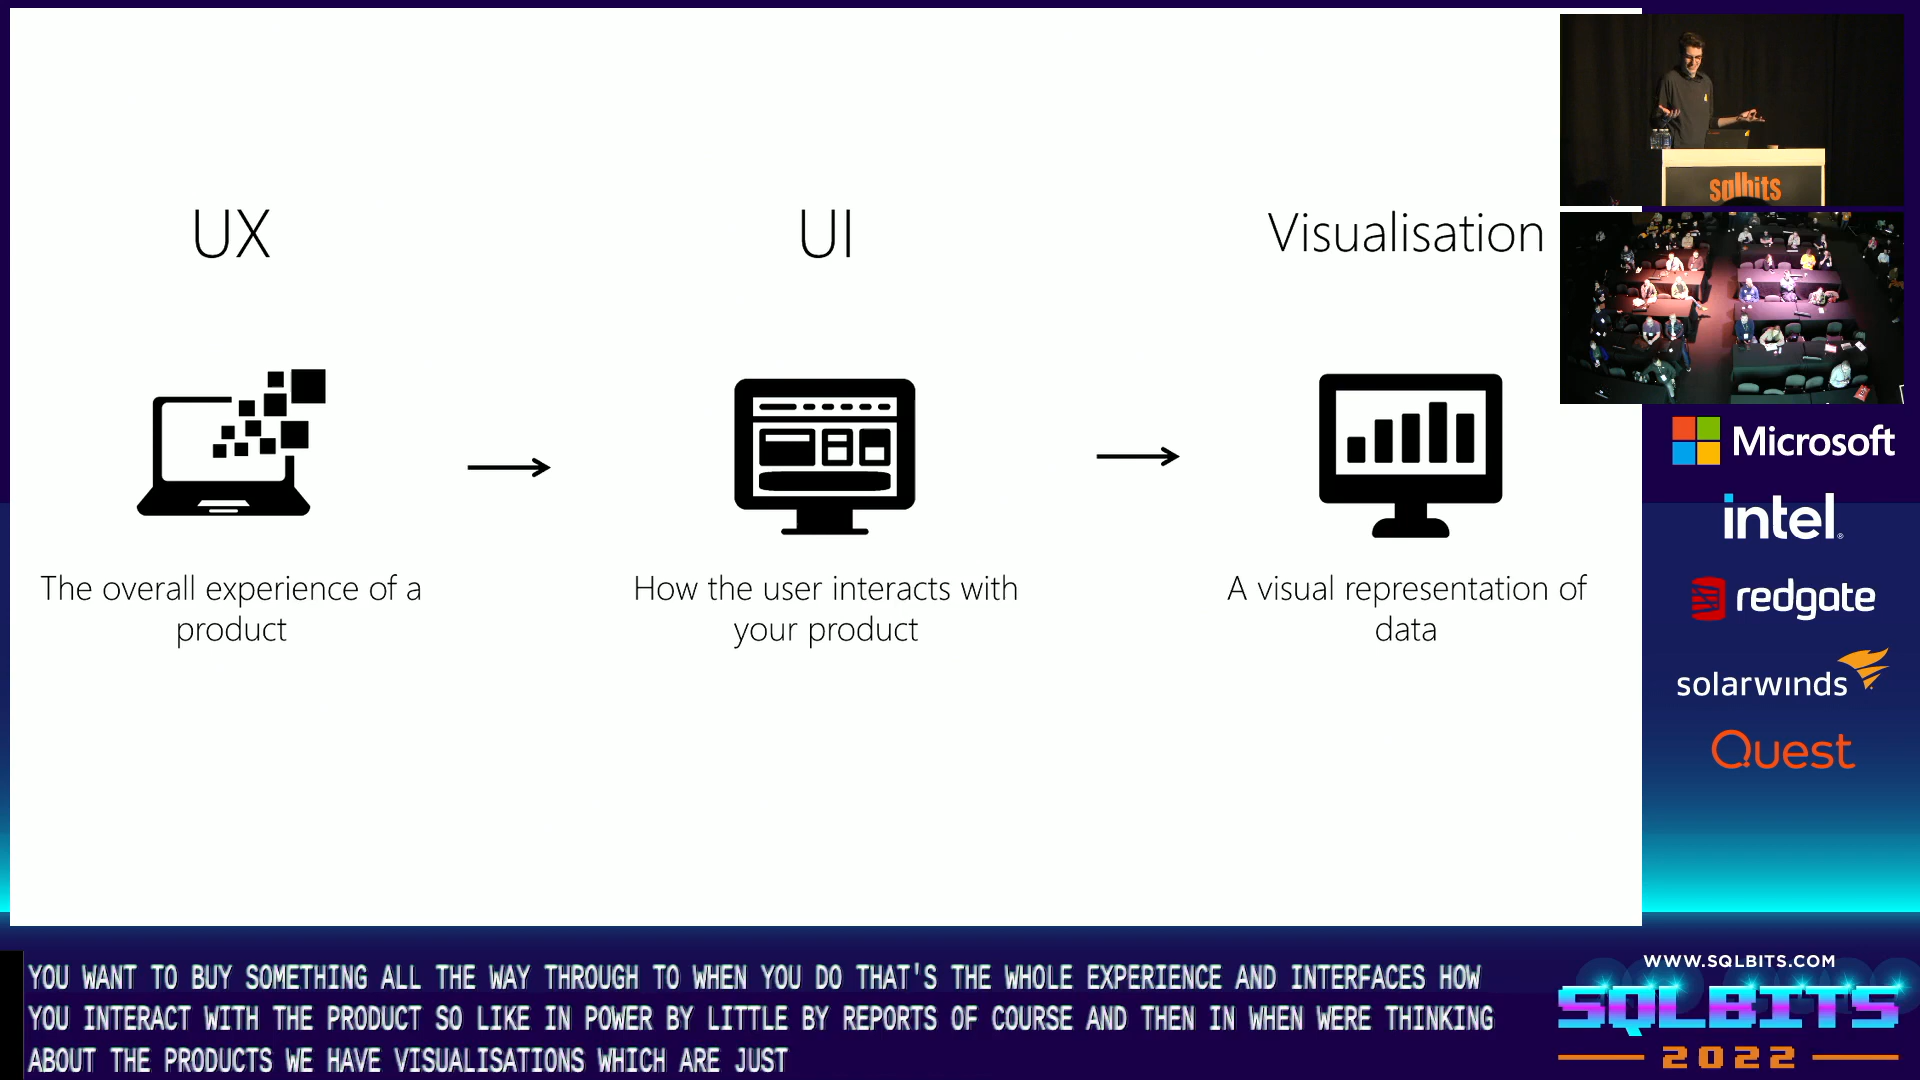 UX
UI
Visualisation
The overall experience of a
product
How the user interacts with
your product
A visual representation of
data
sqlbits
Microsoft
intel.
redgate
solarwinds
Quest
YOU WANT TO BUY SOMETHING ALL THE WAY THROUGH TO WHEN YOU DO THAT'S THE WHOLE EXPERIENCE AND INTERFACES HOW
YOU INTERACT WITH THE PRODUCT SO LIKE IN POWER BY LITTLE BY REPORTS OF COURSE AND THEN IN WHEN WERE THINKING
ABOUT THE PRODUCTS WE HAVE VISUALISATIONS WHICH ARE JUST
WWW.SQLBITS.COM
SQLBITS
2022